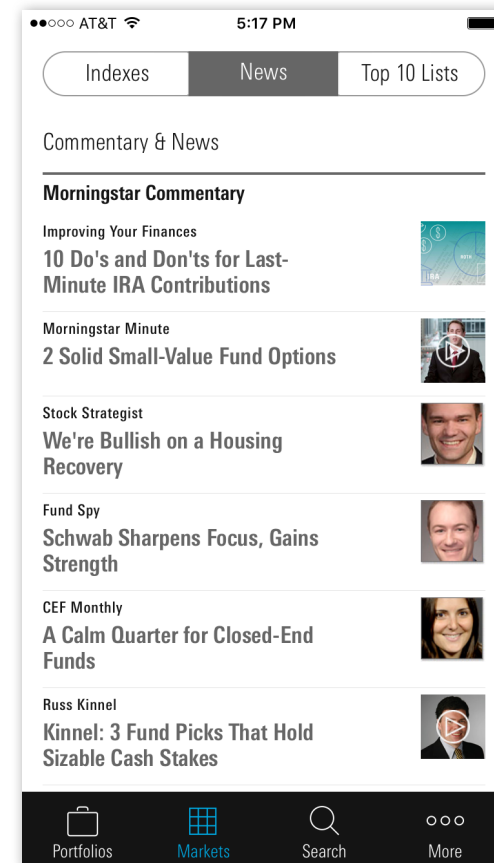 AT&T 5:17 PM
Indexes News Top 10 Lists
Commentary & News
Morningstar Commentary
Improving Your Finances
10 Do's and Don'ts for Last-
Minute IRA Contributions
IRA
ROTH
Morningstar Minute
2 Solid Small-Value Fund Options
Stock Strategist
We're Bullish on a Housing
Recovery
Fund Spy
Schwab Sharpens Focus, Gains
Strength
CEF Monthly
A Calm Quarter for Closed-End
Funds
Russ Kinnel
Kinnel: 3 Fund Picks That Hold
Sizable Cash Stakes
Portfolios Markets Search More